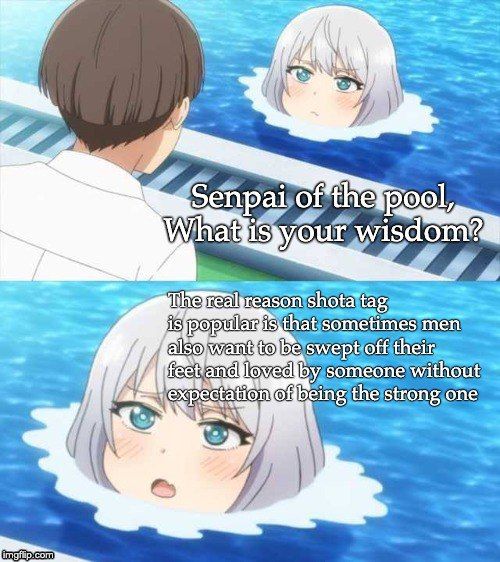 Senpai of the pool,
What is your wisdom?
The real reason shota tag
is popular is that sometimes men
also want to be swept off their
feet and loved by someone without
expectation of being the strong one
imgflip.com